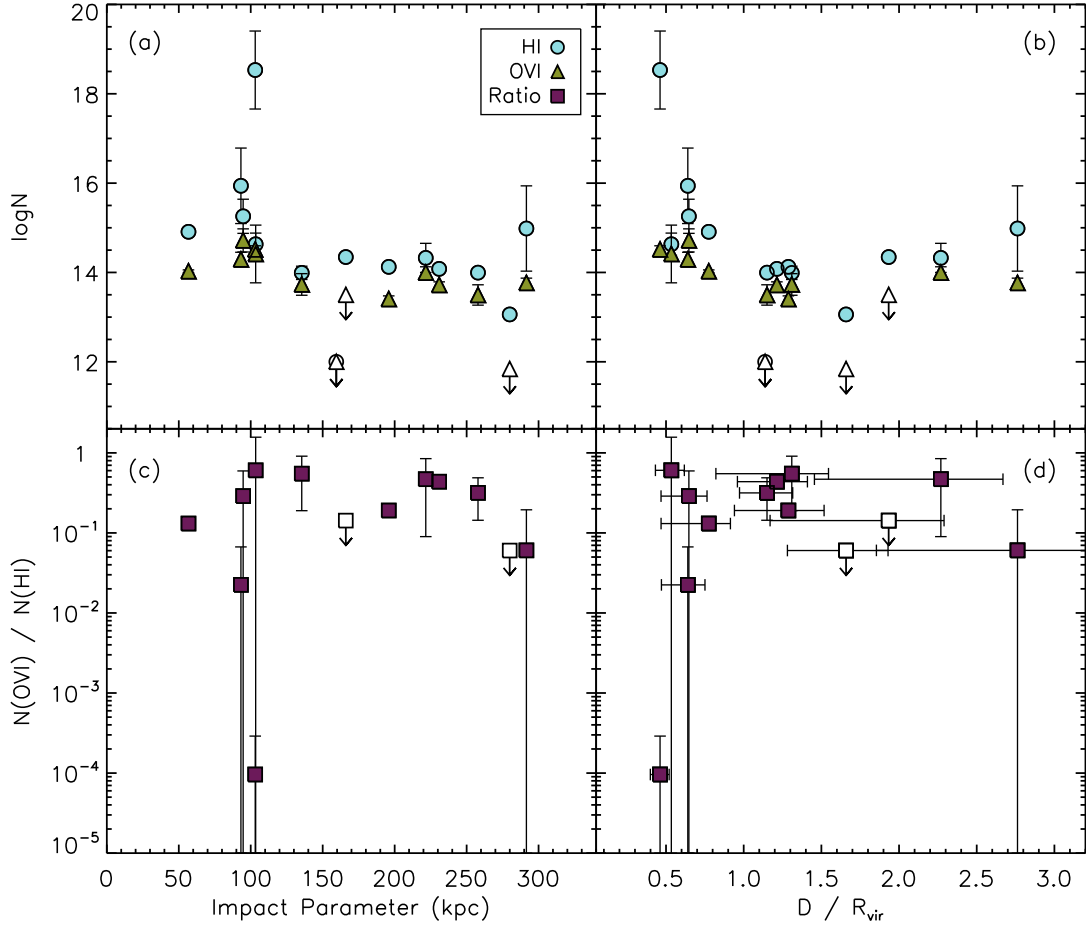 20
18
16
14
12
logN
(a)
HI
OVI
Ratio
(b)
1
10⁻¹
10⁻²
10⁻³
10⁻⁴
10⁻⁵
N(OVI) / N(HI)
(c)
(d)
0 50 100 150 200 250 300
Impact Parameter (kpc)
0.5 1.0 1.5 2.0 2.5 3.0
D / Rvir